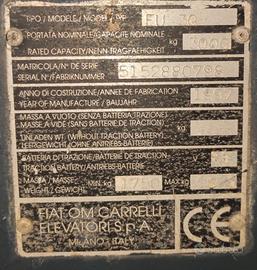 TIPO / MODELE / MODEL / TYP
PORTATA NOMINALE/CAPACITE NOMINALE
RATED CAPACITY/NENN-TRAGFAEHIGKEIT kg
MATRICOLA/N° DE SERIE
SERIAL N°/FABRIKNUMMER
ANNO DI COSTRUZIONE/ANNEE DE FABRICATION
YEAR OF MANUFACTURE / BAUJAHR
MASSA A VUOTO (SENZA BATTERIA TRAZIONE)
MASSE A VIDE (SANS BATTERIE DE TRACTION)
UNLADEN WT. (WITHOUT TRACTION BATTERY)
LEERGEWICHT (OHNE ANTRIEBS-BATTERIE) kg
BATTERIA DI TRAZIONE/BATTERIE DE TRACTION V
TRACTION BATTERY/ANTRIEBS-BATTERIE
MASSA / MASSE Min. kg Max kg
WEIGHT / GEWICHT
FIAT OM CARRELLI
ELEVATORI S.p.A.
MILANO - ITALY
CE